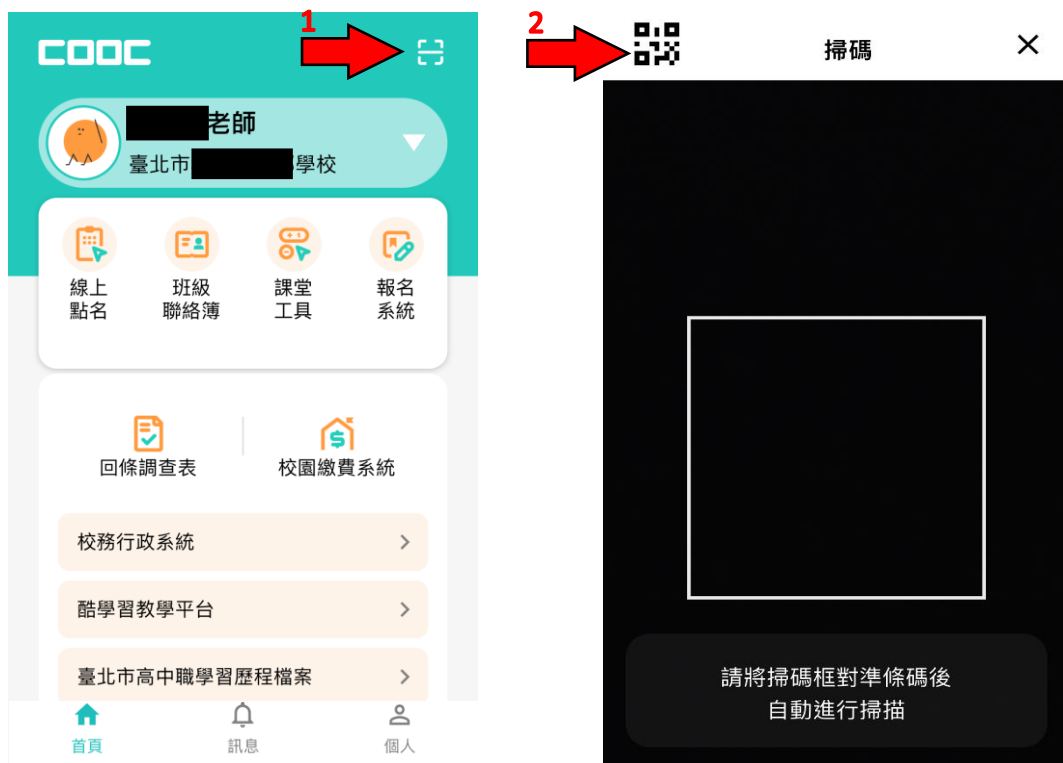 1
COOC
老師
臺北市
學校
線上
點名
班級
聯絡簿
課堂
工具
報名
系統
回條調查表
校園繳費系統
校務行政系統
酷學習教學平台
臺北市高中職學習歷程檔案
首頁
訊息
個人
2
掃碼
請將掃碼框對準條碼後
自動進行掃描